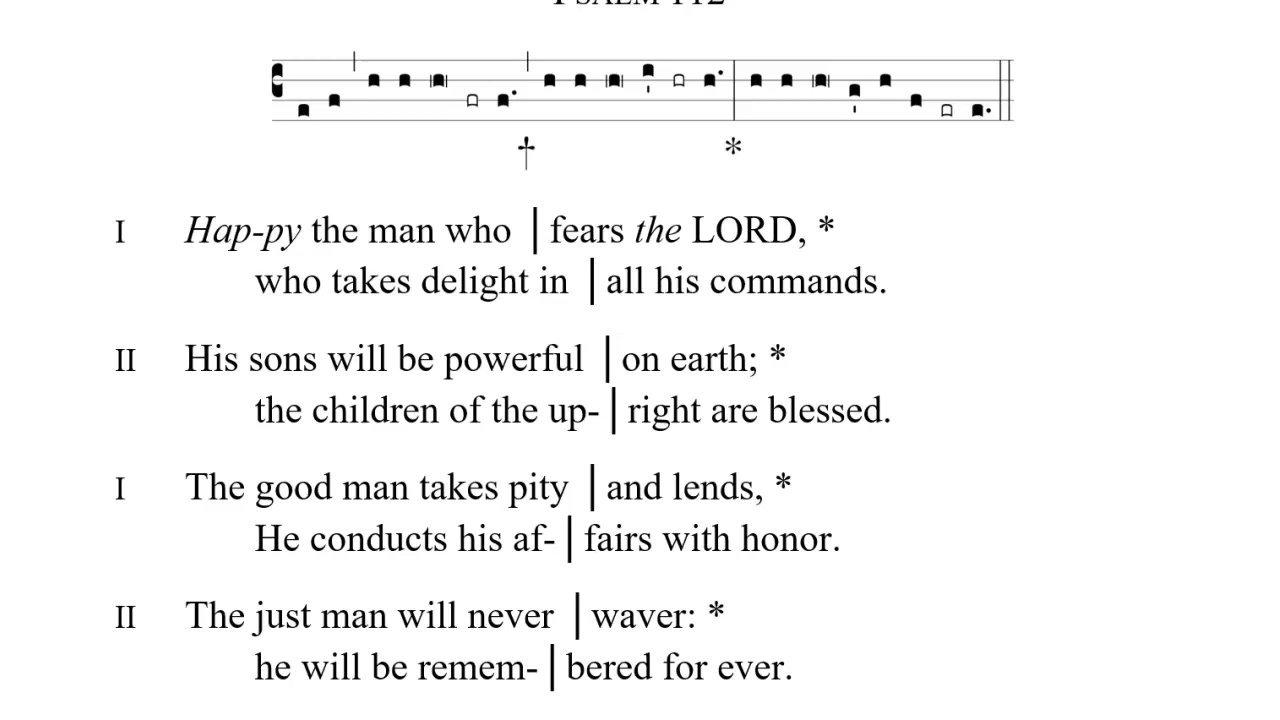 PSALM 112
†
*
I Hap-py the man who | fears the LORD, *
who takes delight in | all his commands.
II His sons will be powerful | on earth; *
the children of the up- | right are blessed.
I The good man takes pity | and lends, *
He conducts his af- | fairs with honor.
II The just man will never | waver: *
he will be remem- | bered for ever.